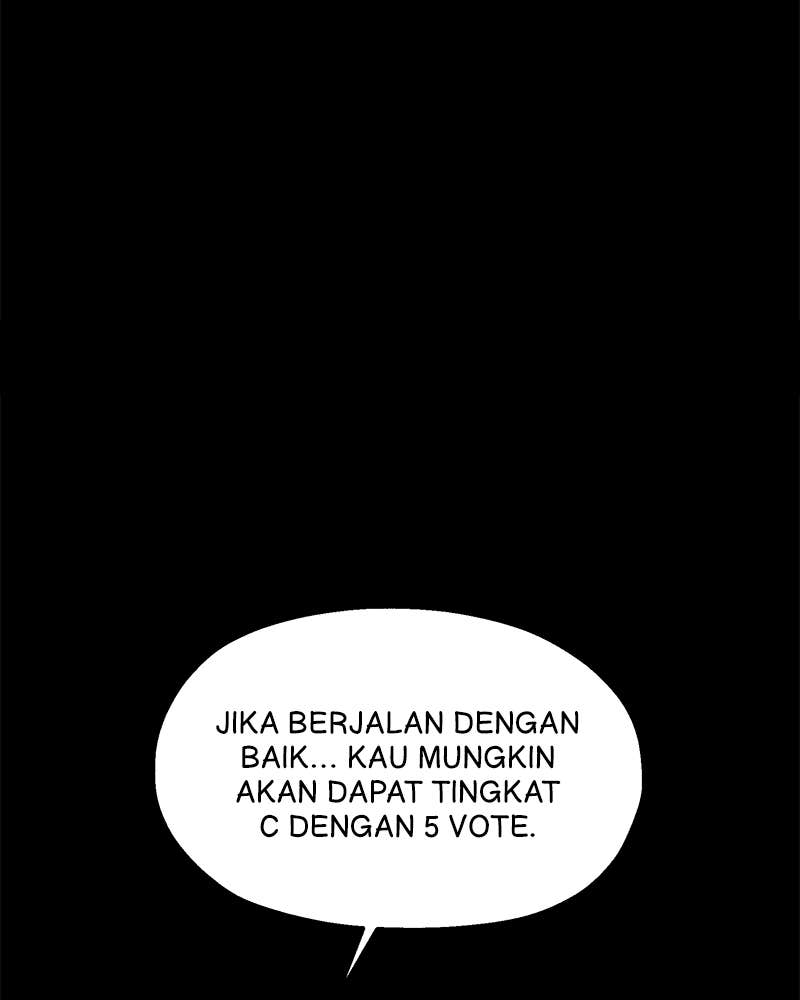 JIKA BERJALAN DENGAN
BAIK... KAU MUNGKIN
AKAN DAPAT TINGKAT
C DENGAN 5 VOTE.